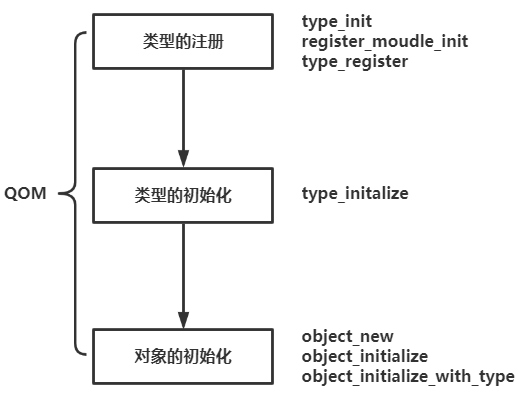 类型的注册
type_init
register_moudle_init
type_register
QOM
类型的初始化
type_initalize
对象的初始化
object_new
object_initialize
object_initialize_with_type